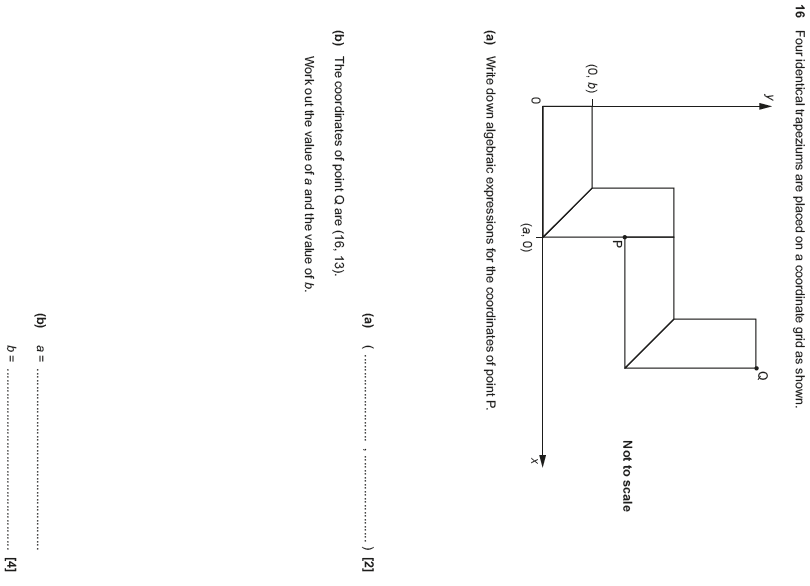 16 Four identical trapeziums are placed on a coordinate grid as shown.
y
Q
Not to scale
(0, b)
P
0
(a, 0)
x
(a) Write down algebraic expressions for the coordinates of point P.
(a) ( .............................. , .............................. ) [2]
(b) The coordinates of point Q are (16, 13).
Work out the value of a and the value of b.
(b) a = ..............................................
b = .............................................. [4]